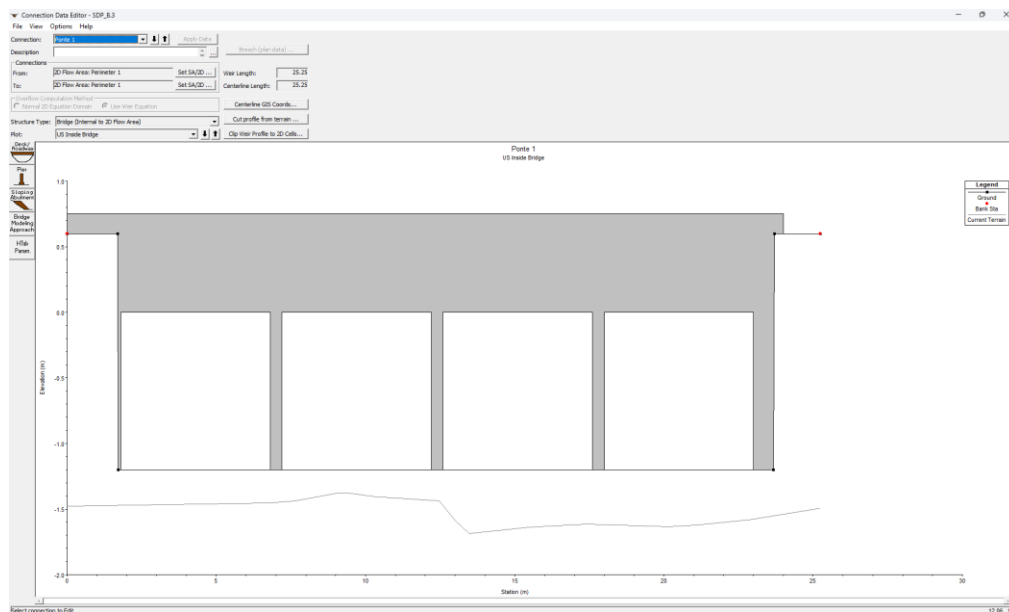 Connection Data Editor - SDP_B.3
File View Options Help
Connection: Ponte 1 Apply Data
Description ... Breach (plan data) ...
Connections
From: 2D Flow Area: Perimeter 1 Set SA/2D ... Weir Length: 25.25
To: 2D Flow Area: Perimeter 1 Set SA/2D ... Centerline Length: 25.25
Overflow Computation Method
Normal 2D Equation Domain Use Weir Equation Centerline GIS Coords...
Structure Type: Bridge (Internal to 2D Flow Area) Cut profile from terrain ...
Plot: US Inside Bridge Clip Weir Profile to 2D Cells...
Deck/
Roadway
Pier
Sloping
Abutment
Bridge
Modeling
Approach
HTab
Param.
Ponte 1
US Inside Bridge
Legend
Ground
Bank Sta
Current Terrain
1.0
0.5
0.0
-0.5
-1.0
-1.5
-2.0
Elevation (m)
0 5 10 15 20 25 30
Station (m)
Select connection to Edit